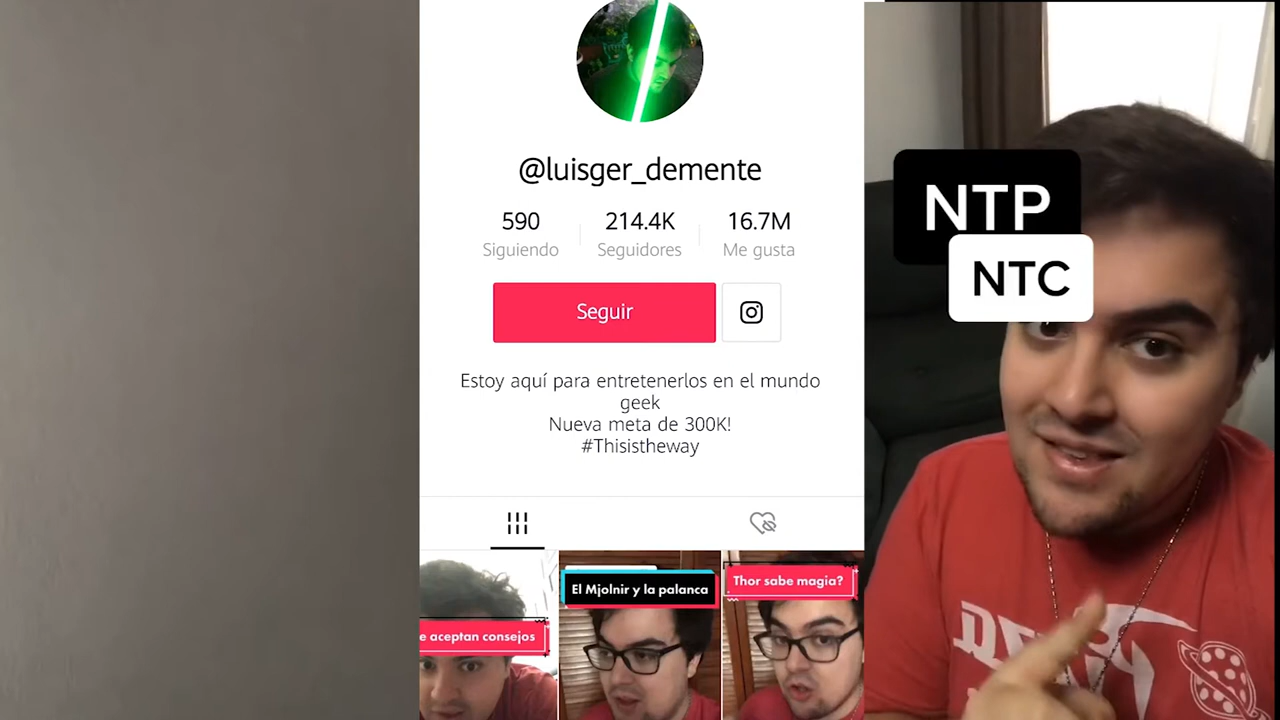 @luisger_demente
590
214.4K
16.7M
Siguiendo
Seguidores
Me gusta
Seguir
Estoy aquí para entretenerlos en el mundo
geek
Nueva meta de 300K!
#Thisistheway
e aceptan consejos
El Mjolnir y la palanca
Thor sabe magia?
NTP
NTC